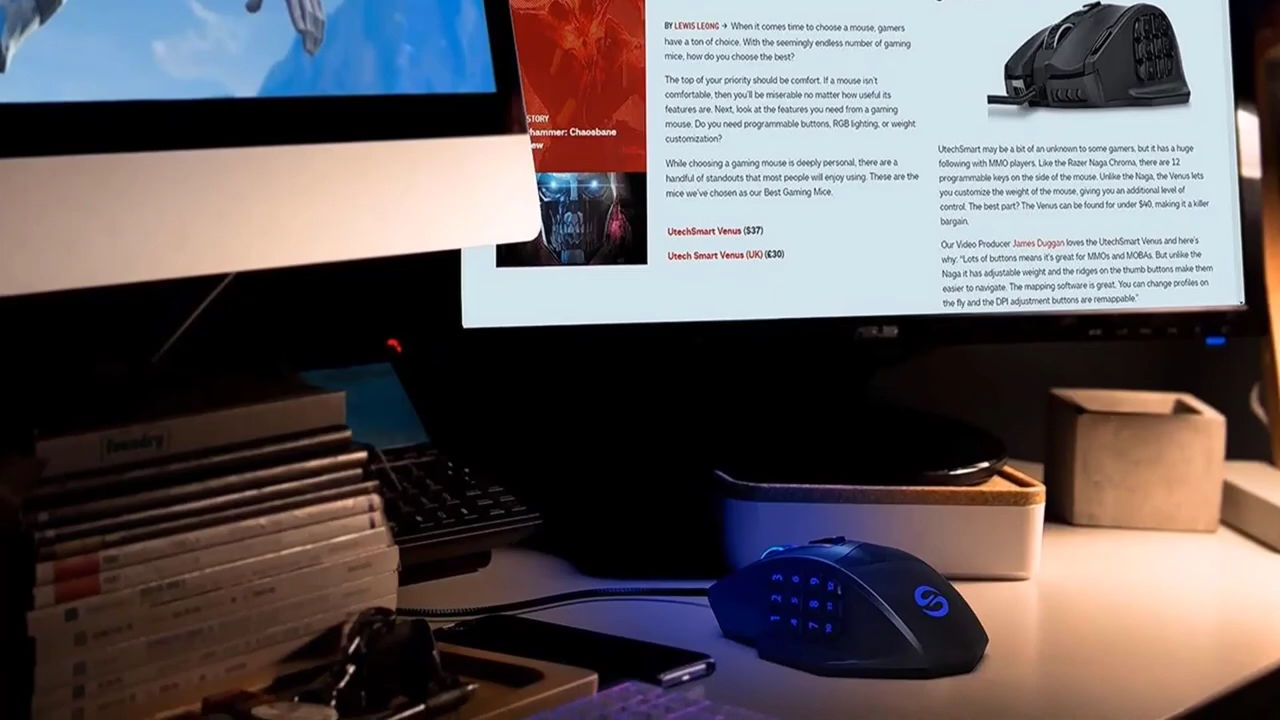 STORY
hammer: Chaosbane
ew
BY LEWIS LEONG → When it comes time to choose a mouse, gamers
have a ton of choice. With the seemingly endless number of gaming
mice, how do you choose the best?
The top of your priority should be comfort. If a mouse isn't
comfortable, then you'll be miserable no matter how useful its
features are. Next, look at the features you need from a gaming
mouse. Do you need programmable buttons, RGB lighting, or weight
customization?
While choosing a gaming mouse is deeply personal, there are a
handful of standouts that most people will enjoy using. These are the
mice we've chosen as our Best Gaming Mice.
UtechSmart Venus ($37)
Utech Smart Venus (UK) (£30)
UtechSmart may be a bit of an unknown to some gamers, but it has a huge
following with MMO players. Like the Razer Naga Chroma, there are 12
programmable keys on the side of the mouse. Unlike the Naga, the Venus lets
you customize the weight of the mouse, giving you an additional level of
control. The best part? The Venus can be found for under $40, making it a killer
bargain.
Our Video Producer James Duggan loves the UtechSmart Venus and here's
why: "Lots of buttons means it's great for MMOs and MOBAs. But unlike the
Naga it has adjustable weight and the ridges on the thumb buttons make them
easier to navigate. The mapping software is great. You can change profiles on
the fly and the DPI adjustment buttons are remappable."
ASUS
foundry
3 6 9 12
2 5 8 11
1 4 7 10